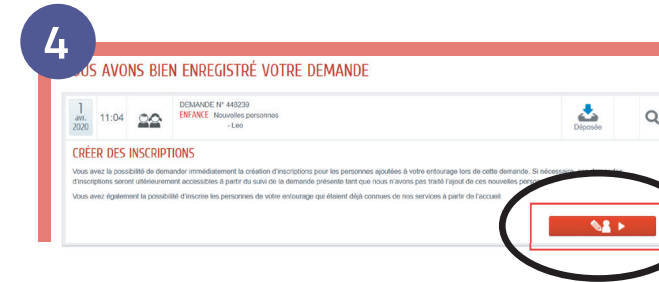 4
VOUS AVONS BIEN ENREGISTRÉ VOTRE DEMANDE
1
avr.
2020
11:04
DEMANDE N° 448239
ENFANCE Nouvelles personnes
- Leo
Déposée
CRÉER DES INSCRIPTIONS
Vous avez la possibilité de demander immédiatement la création d'inscriptions pour les personnes ajoutées à votre entourage lors de cette demande. Si
d'inscriptions seront ultérieurement accessibles à partir du suivi de la demande présente tant que nous n'avons pas traité l'ajout de ces nouvelles
Vous avez également la possibilité d'inscrire les personnes de votre entourage qui étaient déjà connues de nos services à partir de l'accueil